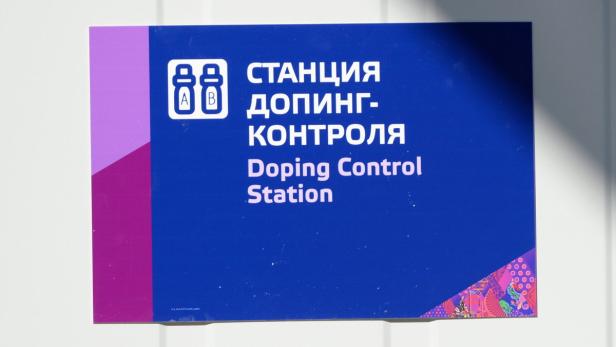 A B
СТАНЦИЯ
ДОПИНГ-
КОНТРОЛЯ
Doping Control
Station